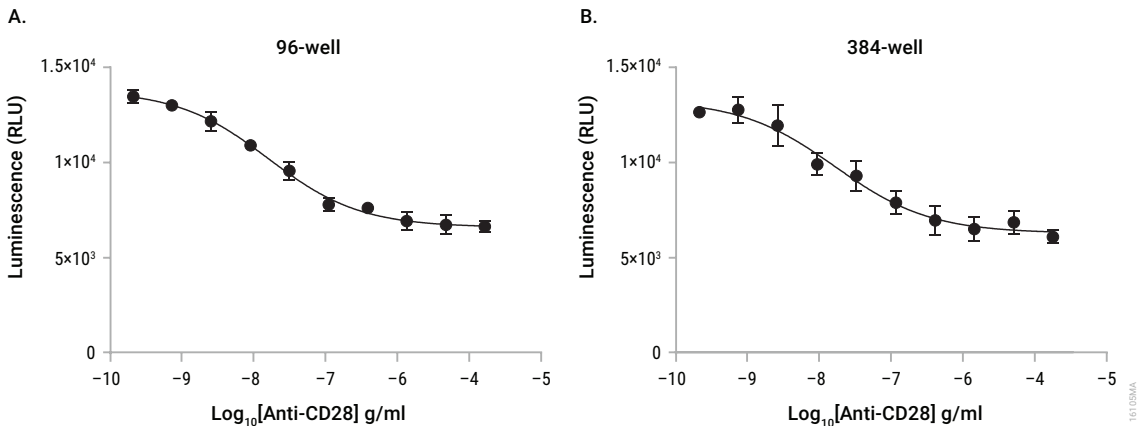 A.
96-well
Luminescence (RLU)
1.5×10⁴
1×10⁴
5×10³
0
−10 −9 −8 −7 −6 −4 −5
Log₁₀[Anti-CD28] g/ml
B.
384-well
Luminescence (RLU)
1.5×10⁴
1×10⁴
5×10³
0
−10 −9 −8 −7 −6 −4 −5
Log₁₀[Anti-CD28] g/ml
16105MA